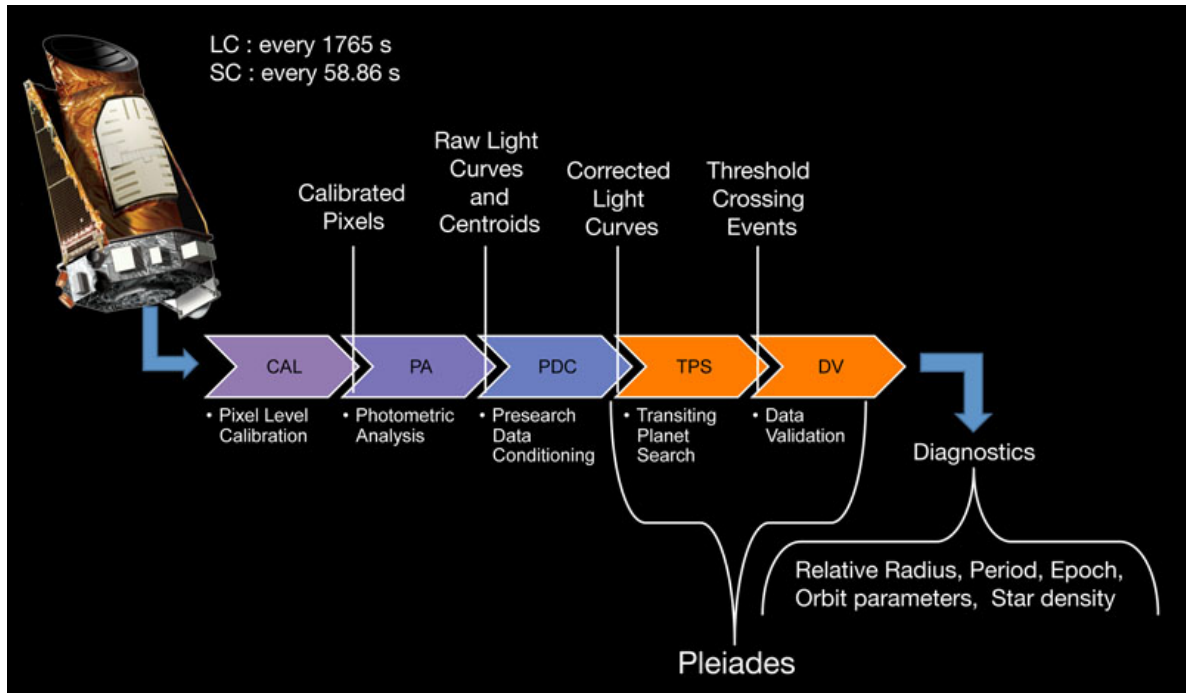 LC : every 1765 s
SC : every 58.86 s
Calibrated
Pixels
Raw Light
Curves
and
Centroids
Corrected
Light
Curves
Threshold
Crossing
Events
CAL
PA
PDC
TPS
DV
• Pixel Level
Calibration
• Photometric
Analysis
• Presearch
Data
Conditioning
• Transiting
Planet
Search
• Data
Validation
Diagnostics
Relative Radius, Period, Epoch,
Orbit parameters, Star density
Pleiades